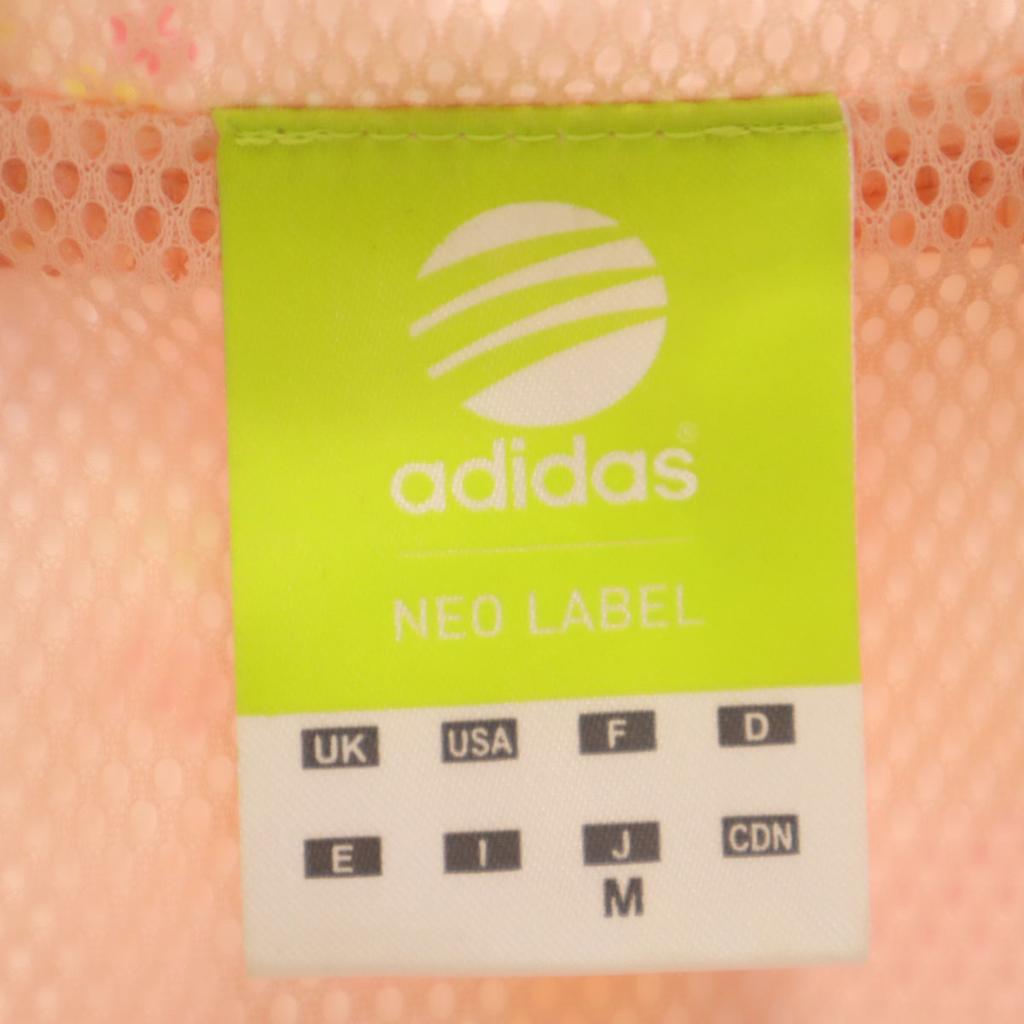 adidas®
NEO LABEL
UK USA F D
E I J CDN
M